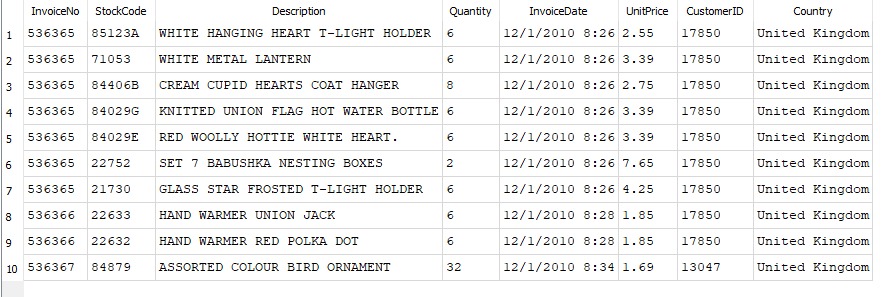 InvoiceNo StockCode Description Quantity InvoiceDate UnitPrice CustomerID Country
1 536365 85123A WHITE HANGING HEART T-LIGHT HOLDER 6 12/1/2010 8:26 2.55 17850 United Kingdom
2 536365 71053 WHITE METAL LANTERN 6 12/1/2010 8:26 3.39 17850 United Kingdom
3 536365 84406B CREAM CUPID HEARTS COAT HANGER 8 12/1/2010 8:26 2.75 17850 United Kingdom
4 536365 84029G KNITTED UNION FLAG HOT WATER BOTTLE 6 12/1/2010 8:26 3.39 17850 United Kingdom
5 536365 84029E RED WOOLLY HOTTIE WHITE HEART. 6 12/1/2010 8:26 3.39 17850 United Kingdom
6 536365 22752 SET 7 BABUSHKA NESTING BOXES 2 12/1/2010 8:26 7.65 17850 United Kingdom
7 536365 21730 GLASS STAR FROSTED T-LIGHT HOLDER 6 12/1/2010 8:26 4.25 17850 United Kingdom
8 536366 22633 HAND WARMER UNION JACK 6 12/1/2010 8:28 1.85 17850 United Kingdom
9 536366 22632 HAND WARMER RED POLKA DOT 6 12/1/2010 8:28 1.85 17850 United Kingdom
10 536367 84879 ASSORTED COLOUR BIRD ORNAMENT 32 12/1/2010 8:34 1.69 13047 United Kingdom